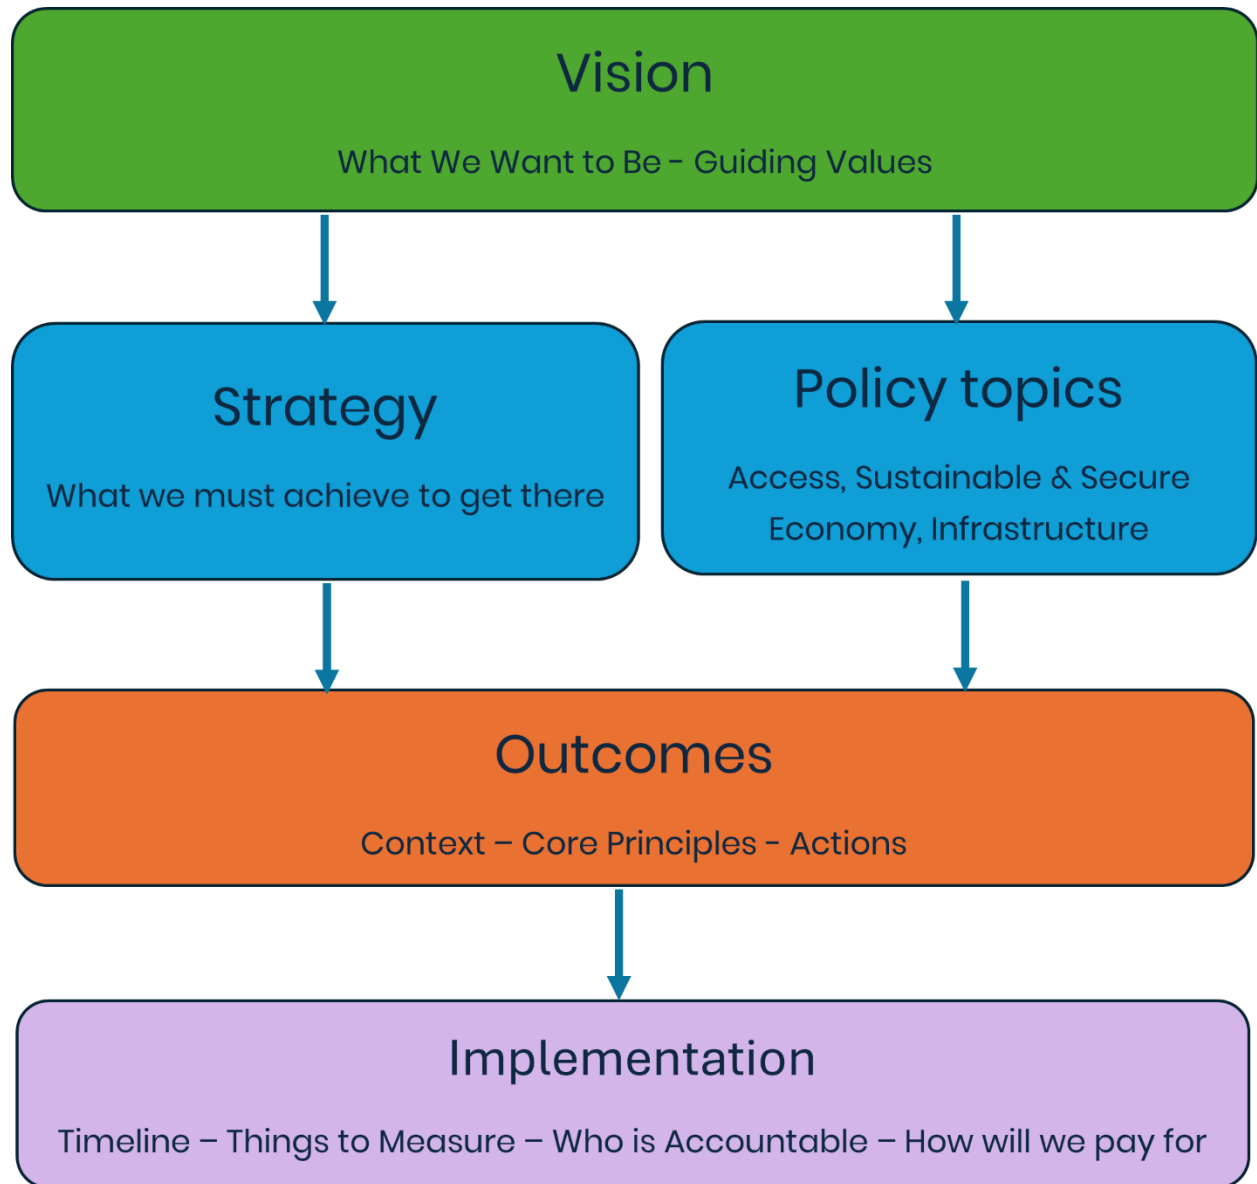 Vision
What We Want to Be - Guiding Values
Strategy
What we must achieve to get there
Policy topics
Access, Sustainable & Secure
Economy, Infrastructure
Outcomes
Context – Core Principles - Actions
Implementation
Timeline – Things to Measure – Who is Accountable – How will we pay for